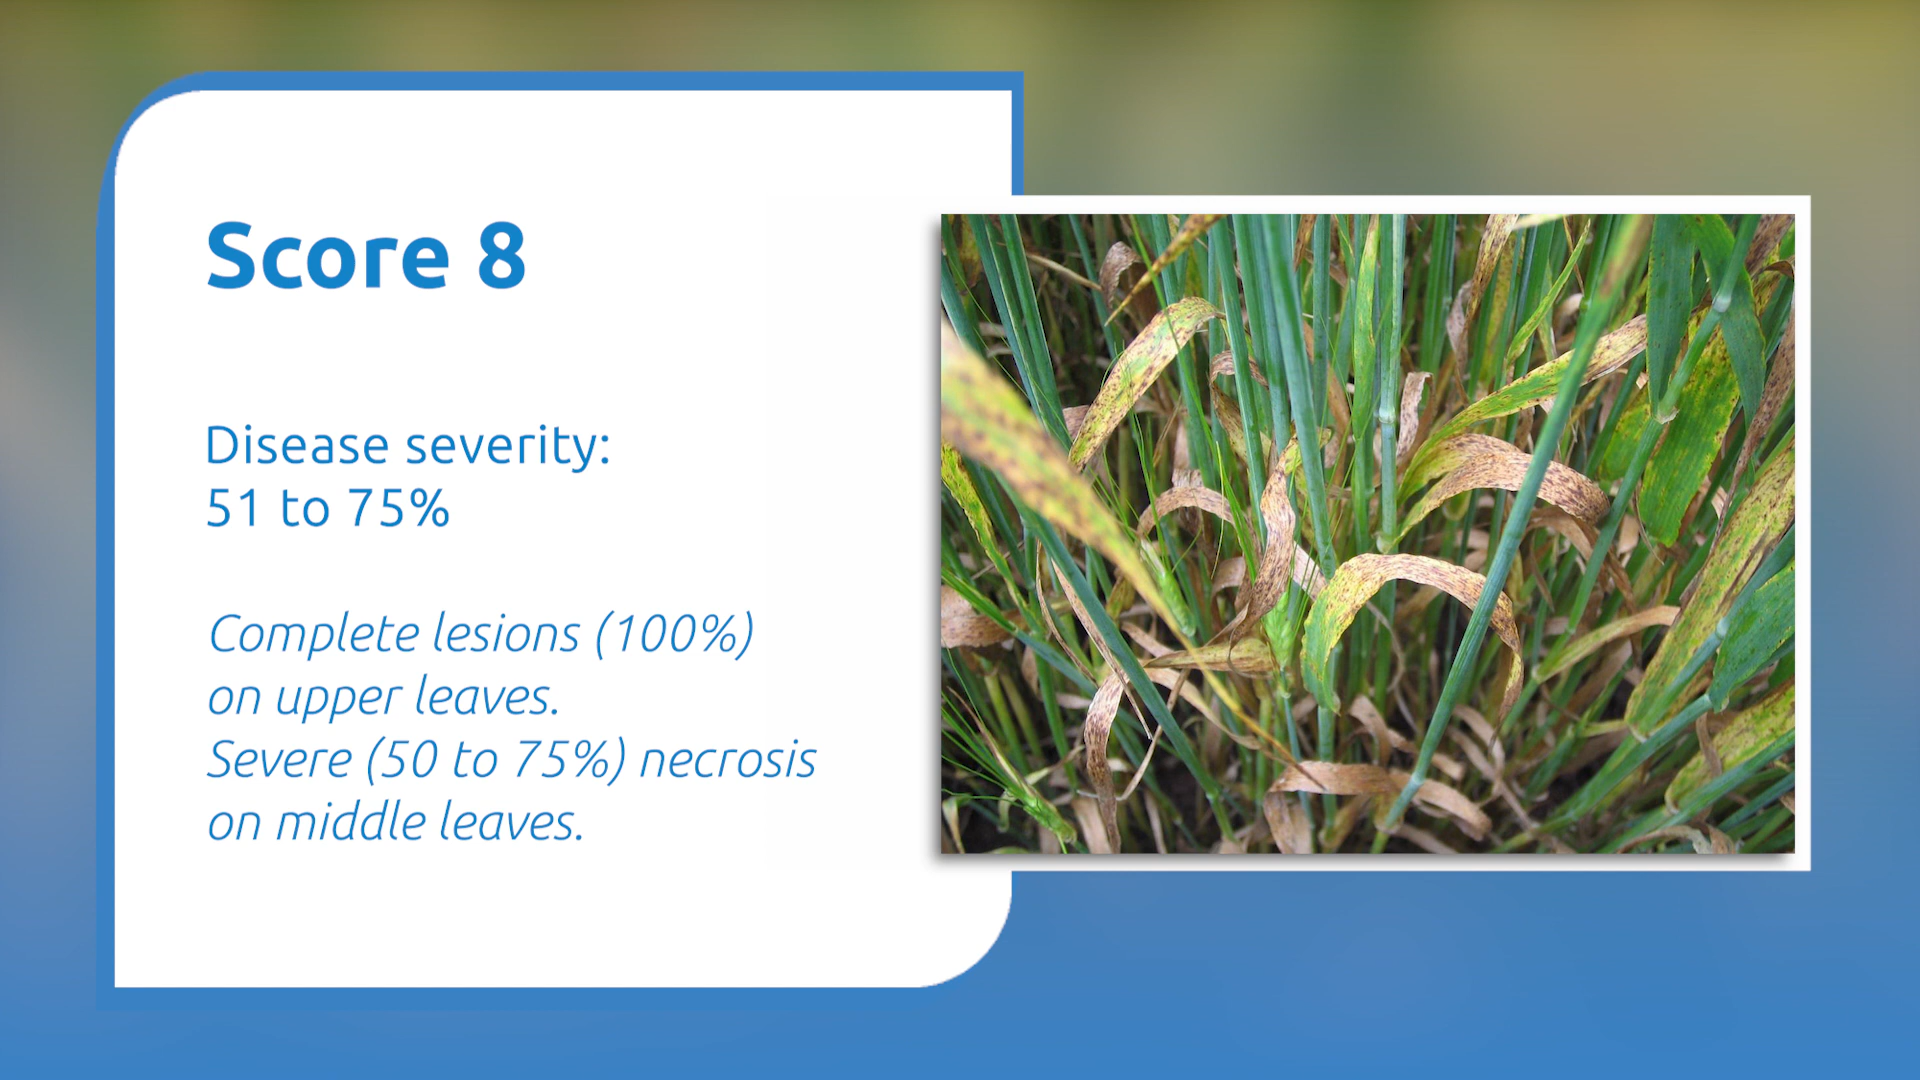 Score 8
Disease severity:
51 to 75%
Complete lesions (100%)
on upper leaves.
Severe (50 to 75%) necrosis
on middle leaves.